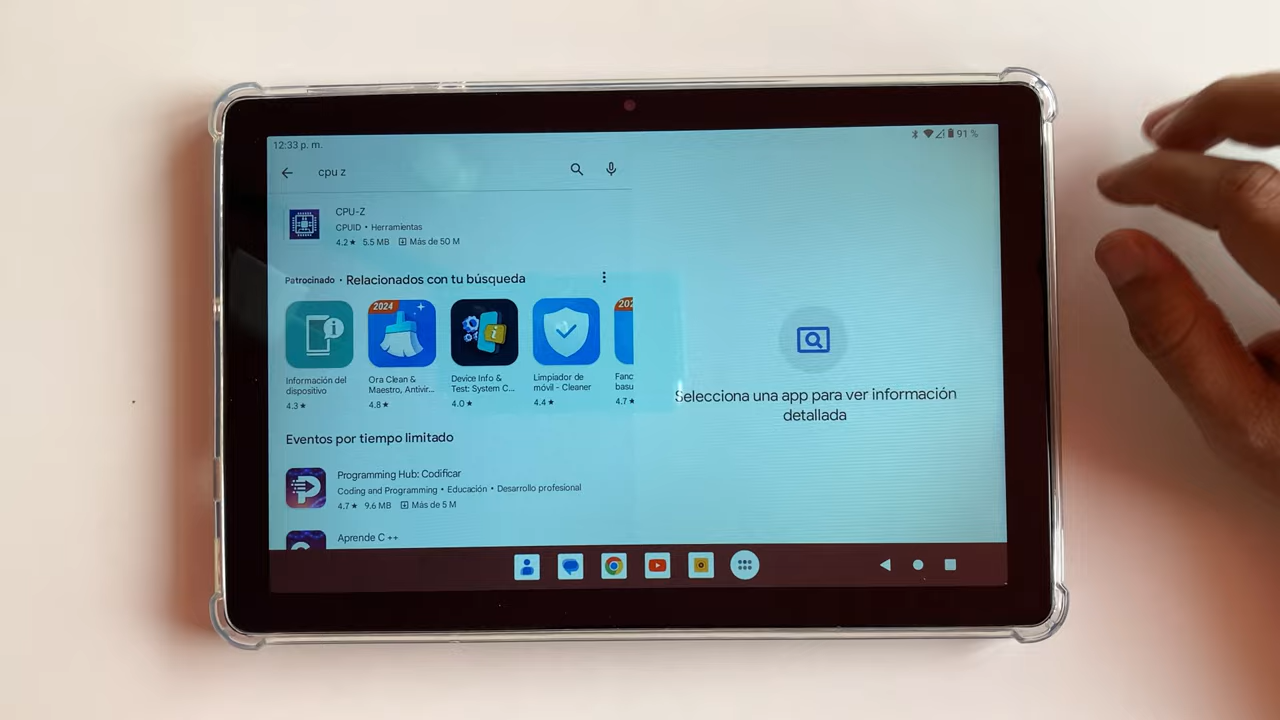 12:33 p. m.
91 %
cpu z
CPU-Z
CPUID • Herramientas
4.2★ 5.5 MB Más de 50 M
Patrocinado • Relacionados con tu búsqueda
2024
Información del
dispositivo
4.3★
Ora Clean &
Maestro, Antivir...
4.8★
Device Info &
Test: System C...
4.0★
Limpiador de
móvil - Cleaner
4.4★
Fanc
basu
4.7★
Selecciona una app para ver información
detallada
Eventos por tiempo limitado
Programming Hub: Codificar
Coding and Programming • Educación • Desarrollo profesional
4.7★ 9.6 MB Más de 5 M
Aprende C ++